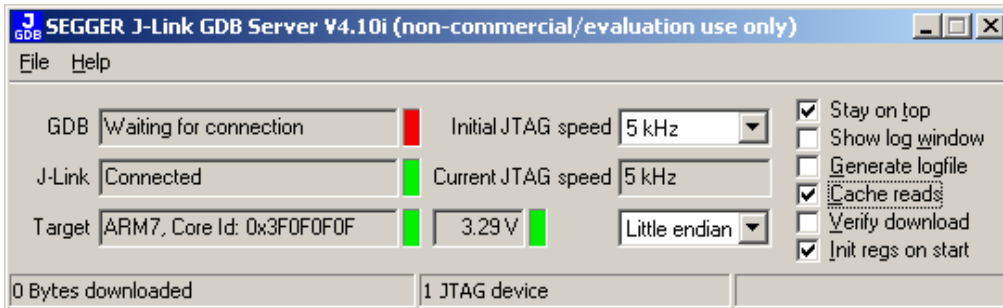 J GDB SEGGER J-Link GDB Server V4.10i (non-commercial/evaluation use only)
File Help
GDB Waiting for connection Initial JTAG speed 5 kHz
J-Link Connected Current JTAG speed 5 kHz
Target ARM7, Core Id: 0x3F0F0F0F 3.29 V Little endian
Stay on top
Show log window
Generate logfile
Cache reads
Verify download
Init regs on start
0 Bytes downloaded 1 JTAG device